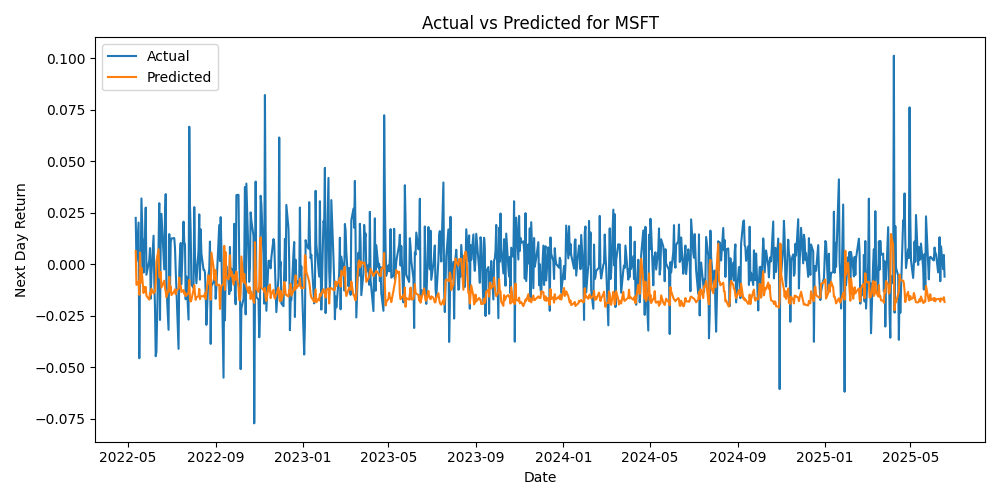 Actual vs Predicted for MSFT
Actual
Predicted
Next Day Return
0.100
0.075
0.050
0.025
0.000
−0.025
−0.050
−0.075
2022-05 2022-09 2023-01 2023-05 2023-09 2024-01 2024-05 2024-09 2025-01 2025-05
Date